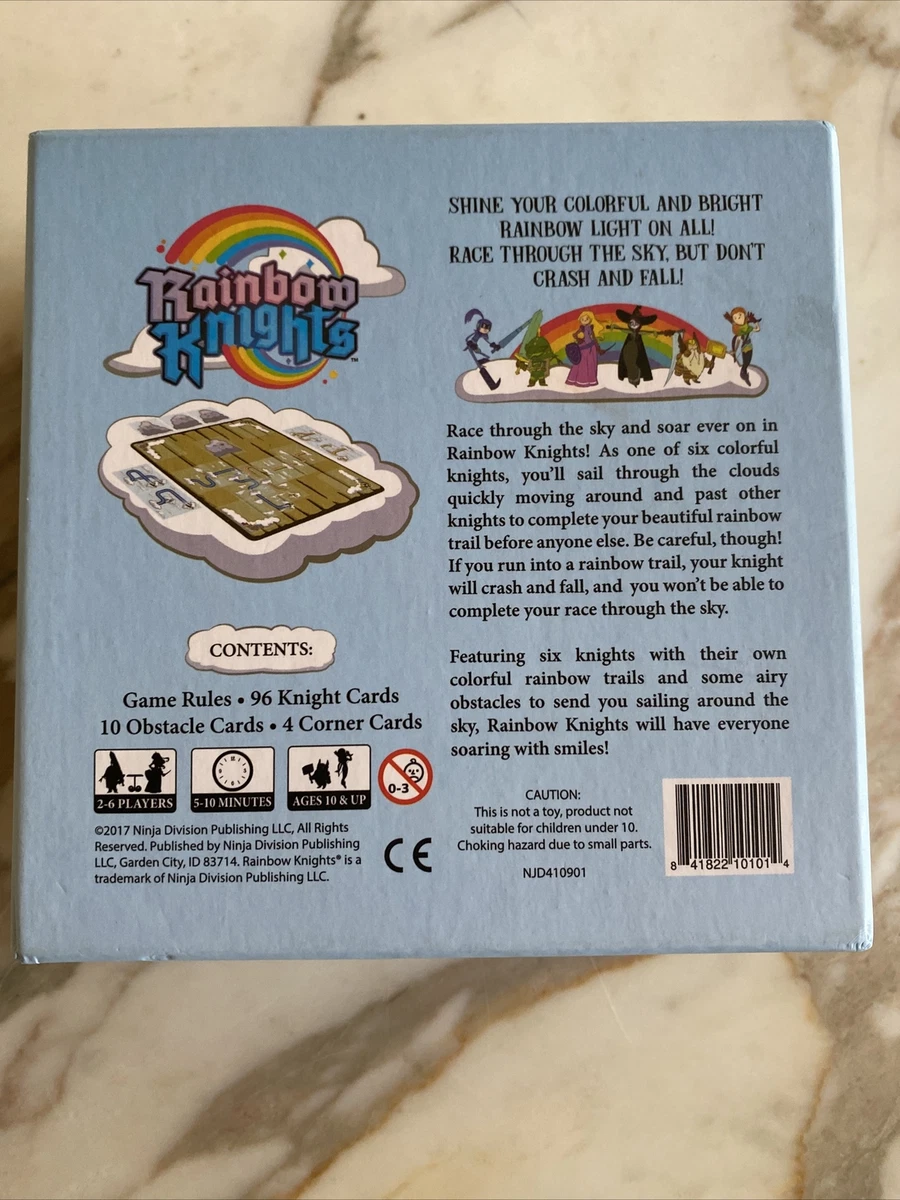 Rainbow
Knights™
SHINE YOUR COLORFUL AND BRIGHT
RAINBOW LIGHT ON ALL!
RACE THROUGH THE SKY, BUT DON'T
CRASH AND FALL!
Race through the sky and soar ever on in
Rainbow Knights! As one of six colorful
knights, you'll sail through the clouds
quickly moving around and past other
knights to complete your beautiful rainbow
trail before anyone else. Be careful, though!
If you run into a rainbow trail, your knight
will crash and fall, and you won't be able to
complete your race through the sky.
Featuring six knights with their own
colorful rainbow trails and some airy
obstacles to send you sailing around the
sky, Rainbow Knights will have everyone
soaring with smiles!
CONTENTS:
Game Rules • 96 Knight Cards
10 Obstacle Cards • 4 Corner Cards
2-6 PLAYERS
5-10 MINUTES
AGES 10 & UP
0-3
©2017 Ninja Division Publishing LLC, All Rights
Reserved. Published by Ninja Division Publishing
LLC, Garden City, ID 83714. Rainbow Knights® is a
trademark of Ninja Division Publishing LLC.
CE
CAUTION:
This is not a toy, product not
suitable for children under 10.
Choking hazard due to small parts.
NJD410901
8 41822 10101 4